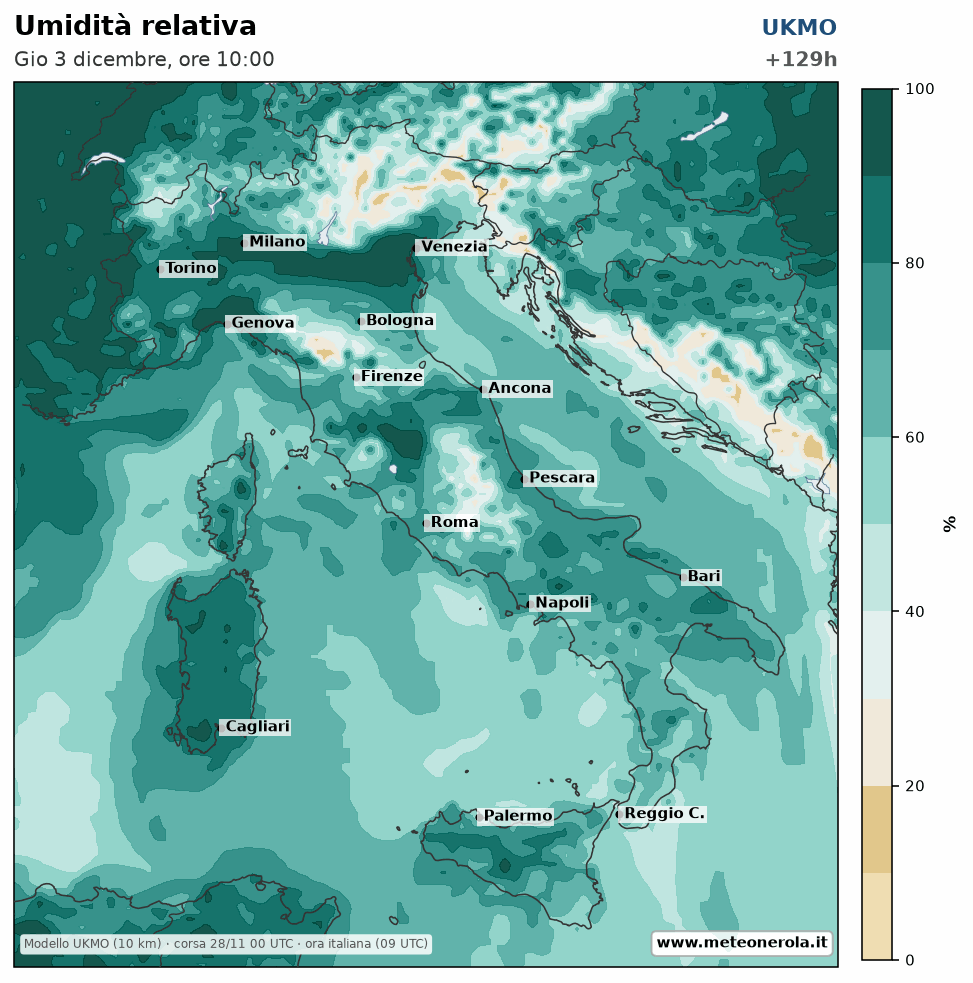 Umidità relativa
UKMO
Gio 3 dicembre, ore 10:00
+129h
100
80
60
40
20
0
%
Milano
Venezia
Torino
Genova
Bologna
Firenze
Ancona
Pescara
Roma
Bari
Napoli
Cagliari
Palermo
Reggio C.
Modello UKMO (10 km) · corsa 28/11 00 UTC · ora italiana (09 UTC)
www.meteonerola.it